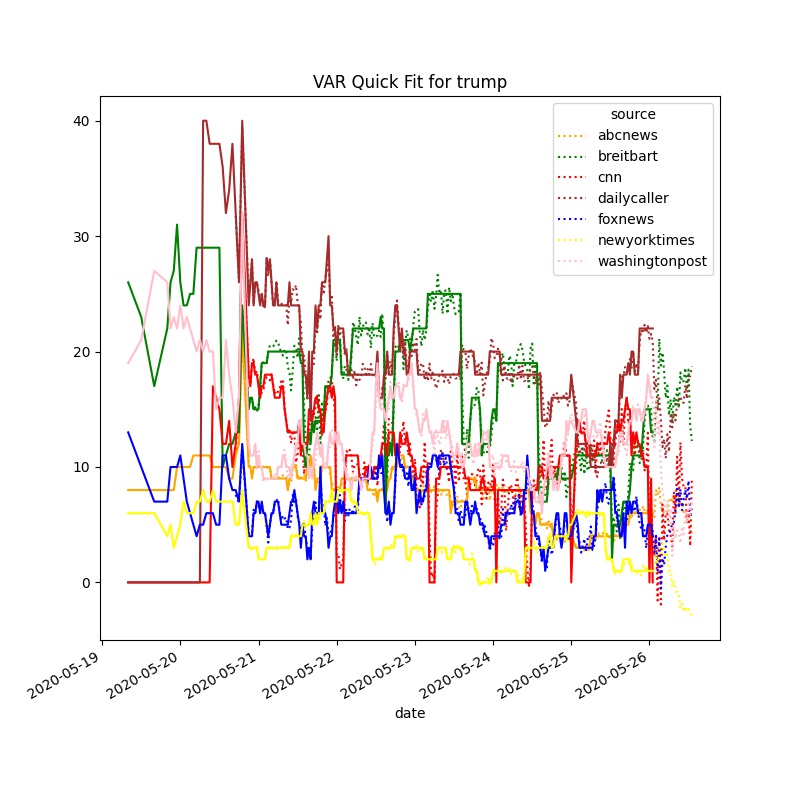 VAR Quick Fit for trump
source
abcnews
breitbart
cnn
dailycaller
foxnews
newyorktimes
washingtonpost
40
30
20
10
0
2020-05-19
2020-05-20
2020-05-21
2020-05-22
2020-05-23
2020-05-24
2020-05-25
2020-05-26
date